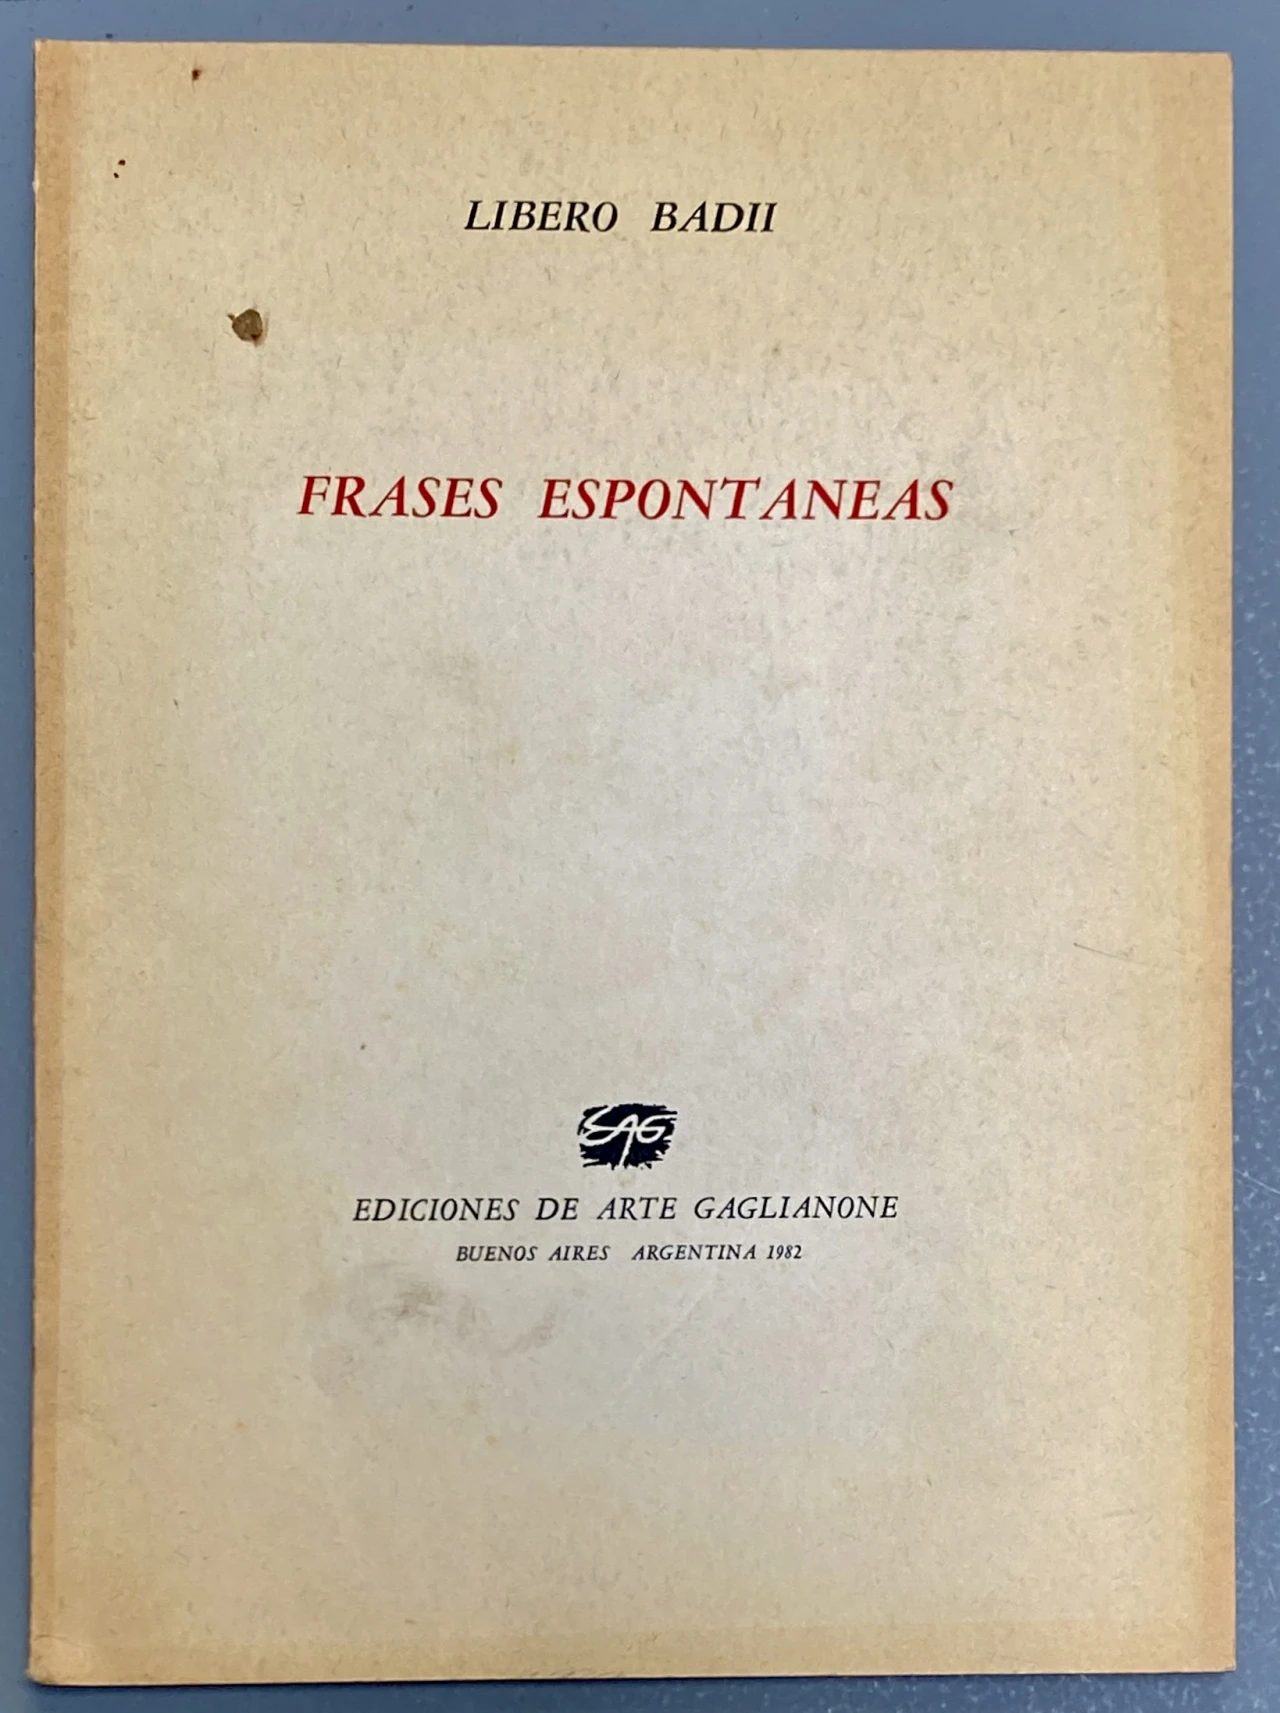 LIBERO BADII
FRASES ESPONTANEAS
EAG
EDICIONES DE ARTE GAGLIANONE
BUENOS AIRES ARGENTINA 1982